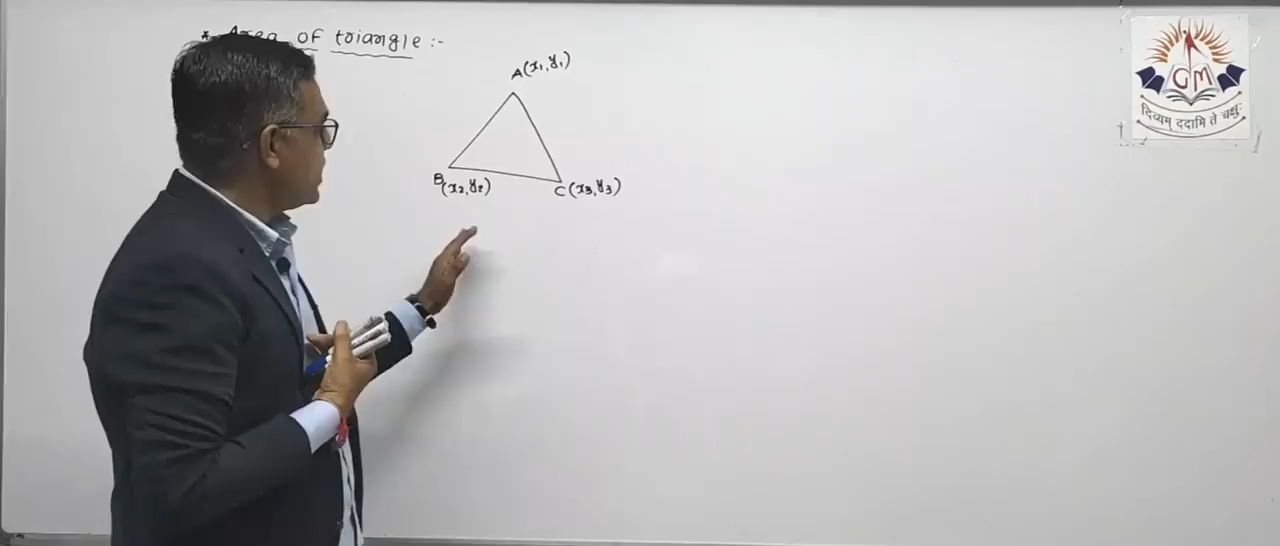 * Area of triangle :-
A(x₁,y₁)
B(x₂,y₂)
C(x₃,y₃)
GM
दिव्यम् ददामि ते चक्षुः